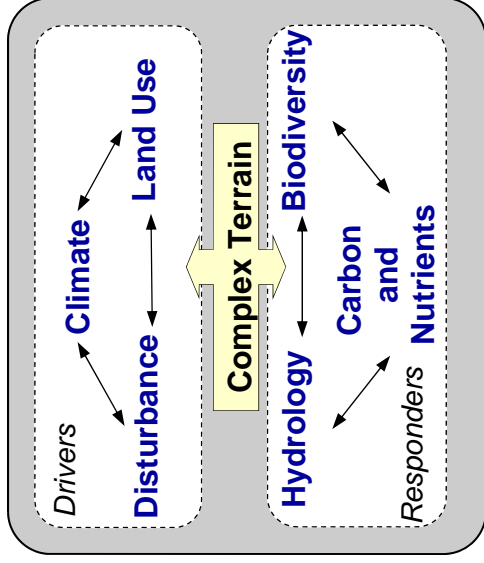 Drivers
Climate
Disturbance Land Use
Complex Terrain
Hydrology Biodiversity
Carbon
and
Nutrients
Responders